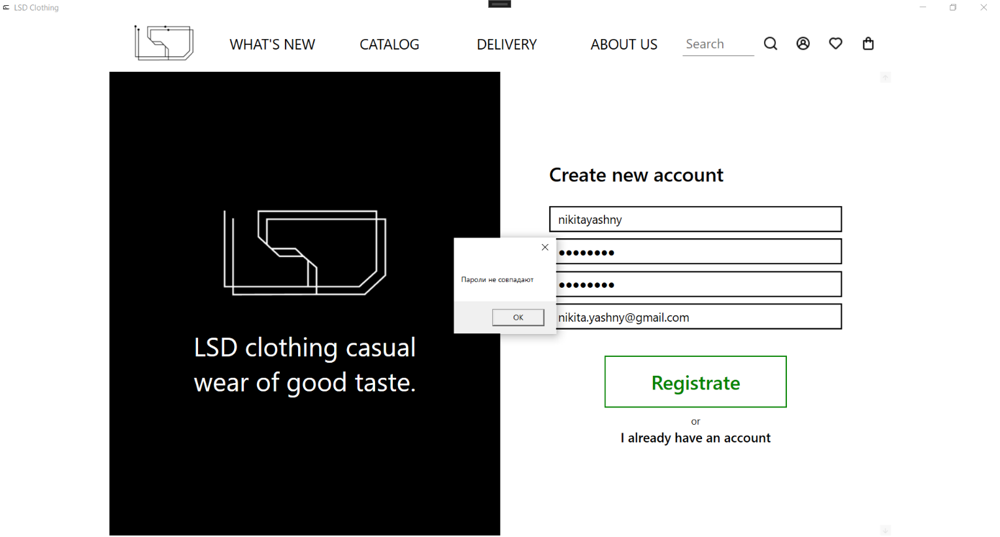 LSD Clothing
WHAT'S NEW
CATALOG
DELIVERY
ABOUT US
Search
LSD clothing casual
wear of good taste.
Create new account
nikitayashny
••••••••
••••••••
nikita.yashny@gmail.com
Пароли не совпадают
OK
Registrate
or
I already have an account